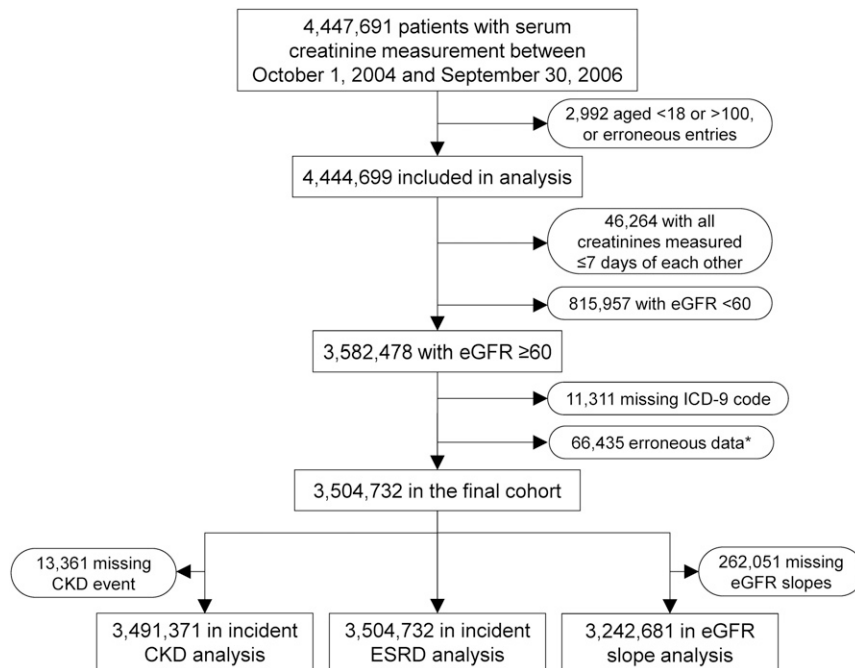 4,447,691 patients with serum
creatinine measurement between
October 1, 2004 and September 30, 2006
2,992 aged <18 or >100,
or erroneous entries
4,444,699 included in analysis
46,264 with all
creatinines measured
≤7 days of each other
815,957 with eGFR <60
3,582,478 with eGFR ≥60
11,311 missing ICD-9 code
66,435 erroneous data*
3,504,732 in the final cohort
13,361 missing
CKD event
262,051 missing
eGFR slopes
3,491,371 in incident
CKD analysis
3,504,732 in incident
ESRD analysis
3,242,681 in eGFR
slope analysis